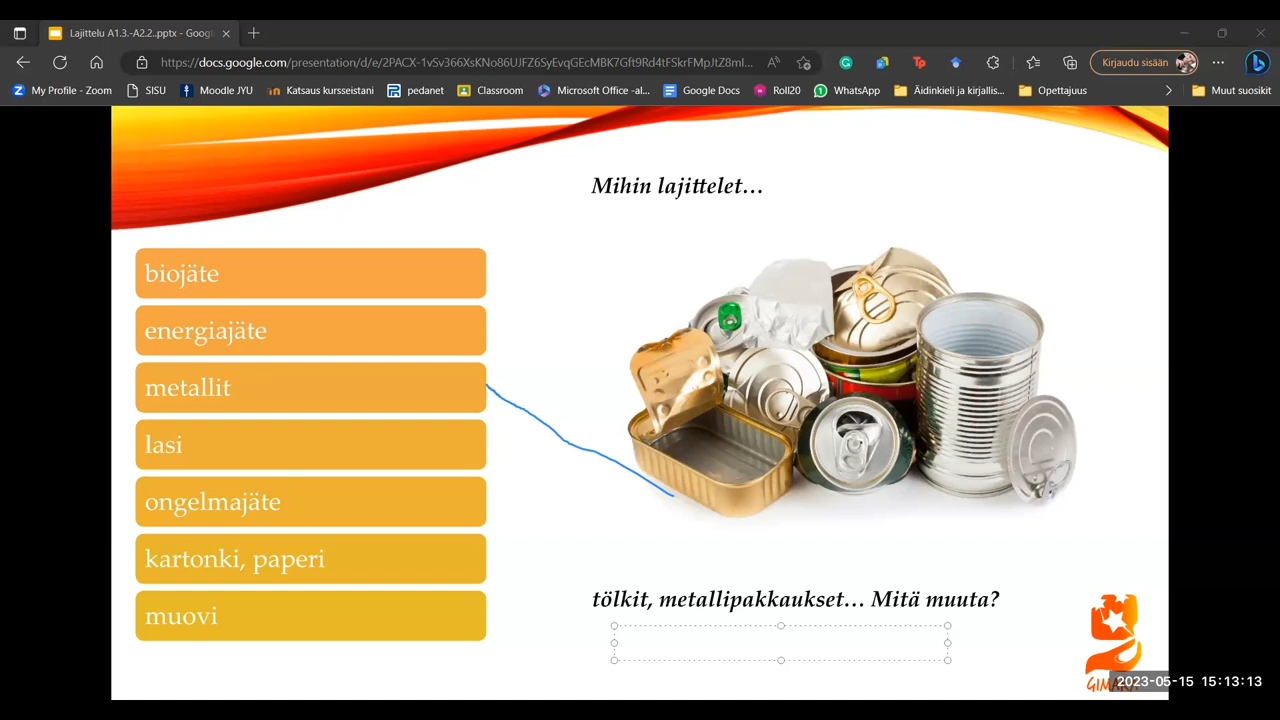 Lajittelu A1.3.-A2.2..pptx - Googl
https://docs.google.com/presentation/d/e/2PACX-1vSv366XsKNo86UJFZ6SyEvqGEcMBK7Gft9Rd4tFSkrFMpJtZ8ml...
Kirjaudu sisään
My Profile - Zoom
SISU
Moodle JYU
Katsaus kursseistani
pedanet
Classroom
Microsoft Office -al...
Google Docs
Roll20
WhatsApp
Äidinkieli ja kirjallis...
Opettajuus
Muut suosikit
Mihin lajittelet...
biojäte
energiajäte
metallit
lasi
ongelmajäte
kartonki, paperi
muovi
tölkit, metallipakkaukset... Mitä muuta?
2023-05-15 15:13:13